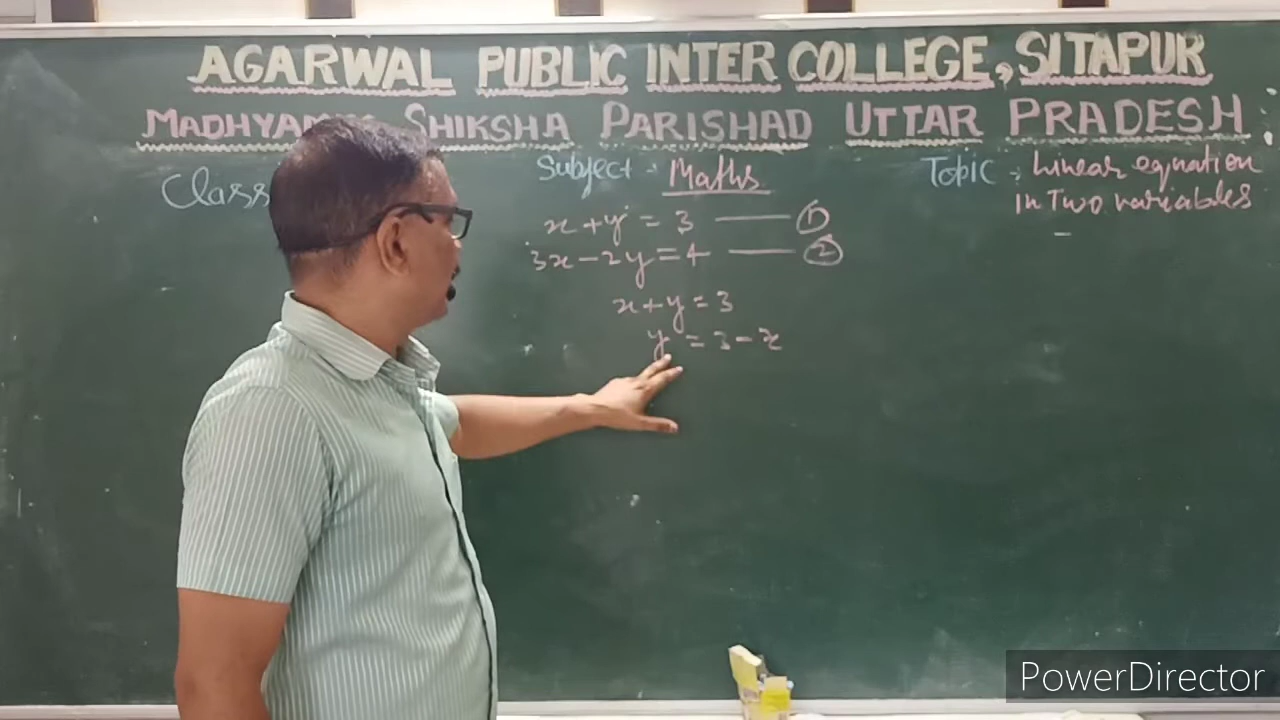 AGARWAL PUBLIC INTER COLLEGE, SITAPUR
SHIKSHA PARISHAD UTTAR PRADESH
Class
Subject :
Maths
Topic : Linear equation
in Two variables
x + y = 3 —— ①
3x - 2y = 4 —— ②
x + y = 3
y = 3 - x
PowerDirector